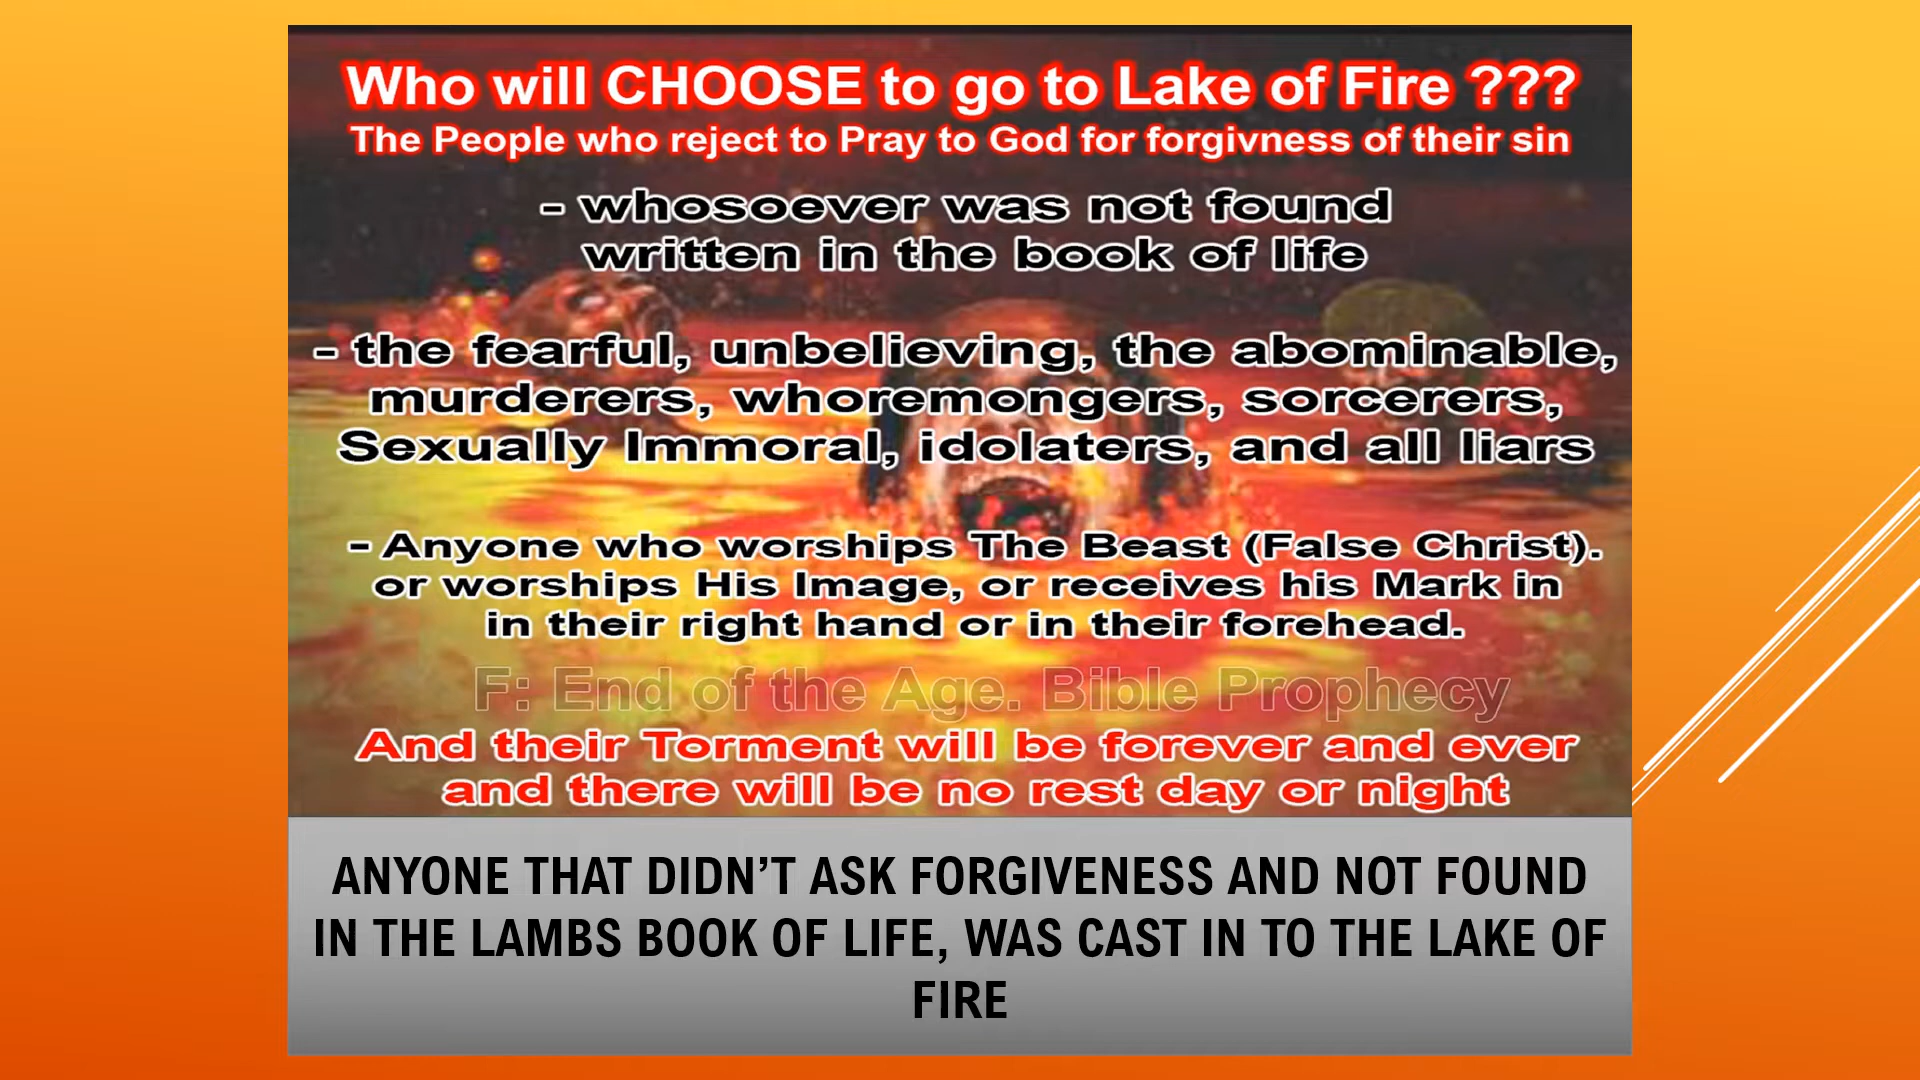 Who will CHOOSE to go to Lake of Fire ???
The People who reject to Pray to God for forgivness of their sin
- whosoever was not found
written in the book of life
- the fearful, unbelieving, the abominable,
murderers, whoremongers, sorcerers,
Sexually Immoral, idolaters, and all liars
- Anyone who worships The Beast (False Christ).
or worships His Image, or receives his Mark in
in their right hand or in their forehead.
F: End of the Age. Bible Prophecy
And their Torment will be forever and ever
and there will be no rest day or night
ANYONE THAT DIDN’T ASK FORGIVENESS AND NOT FOUND
IN THE LAMBS BOOK OF LIFE, WAS CAST IN TO THE LAKE OF
FIRE